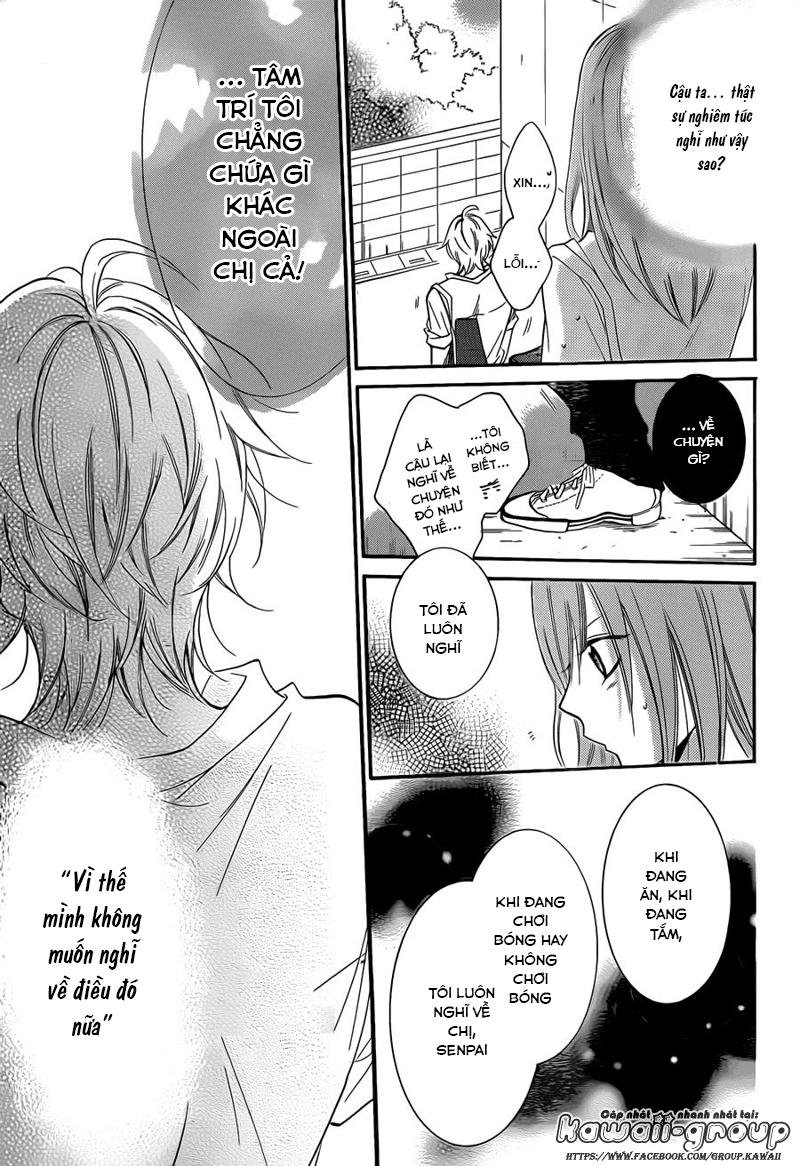 Cậu ta... thật
sự nghiêm túc
nghĩ như vậy
sao?
XIN...,
LỖI...
... VỀ
CHUYỆN
GÌ?
...TÔI
KHÔNG
BIẾT...
LÀ
CẬU LẠI
NGHĨ VỀ
CHUYỆN
ĐÓ NHƯ
THẾ...
TÔI ĐÃ
LUÔN
NGHĨ
KHI
ĐANG
ĂN, KHI
ĐANG
TẮM,
KHI ĐANG
CHƠI
BÓNG HAY
KHÔNG
CHƠI
BÓNG
TÔI LUÔN
NGHĨ VỀ
CHỊ,
SENPAI
... TÂM
TRÍ TÔI
CHẲNG
CHỨA GÌ
KHÁC
NGOÀI
CHỊ CẢ!
“Vì thế
mình không
muốn nghĩ
về điều đó
nữa”
Cập nhật nhanh nhất tại:
kawaii-group
HTTPS://WWW.FACEBOOK.COM/GROUP.KAWAII